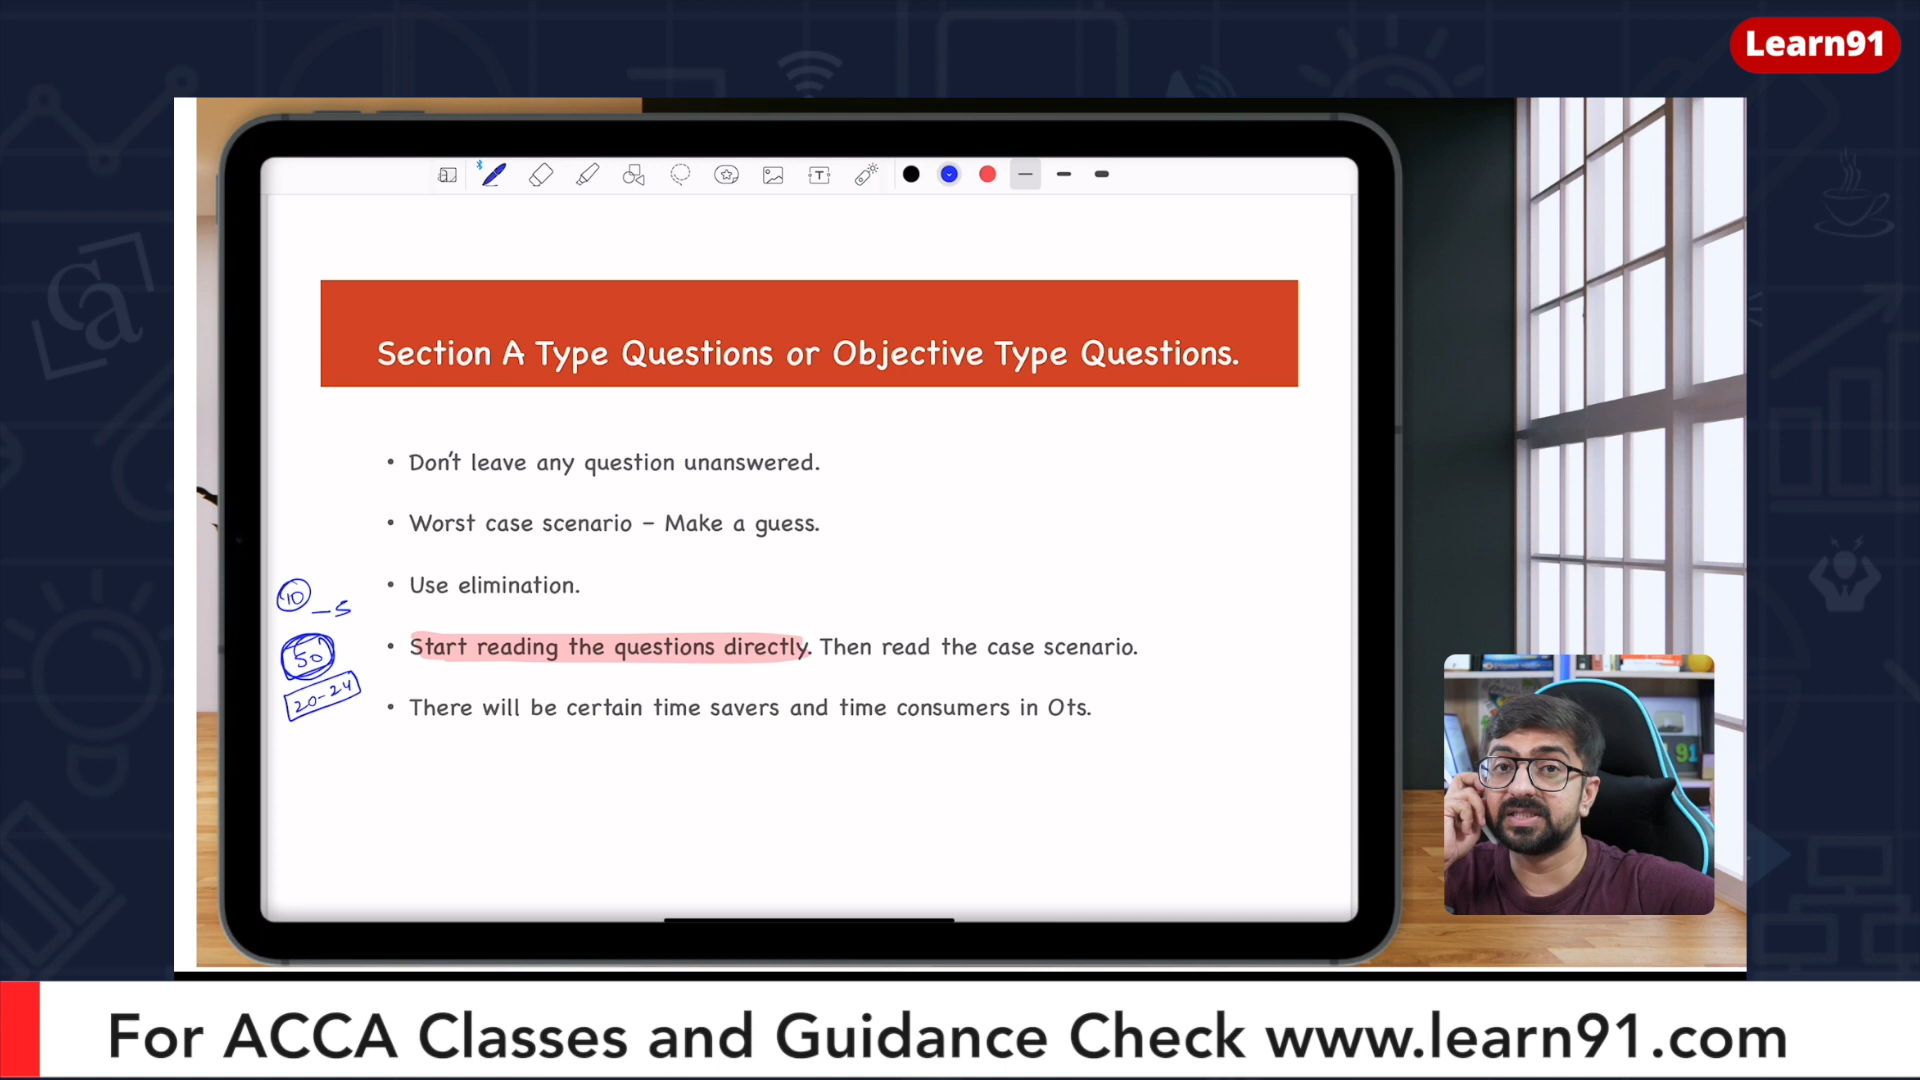 Learn91
Section A Type Questions or Objective Type Questions.
• Don't leave any question unanswered.
• Worst case scenario – Make a guess.
• Use elimination.
10 – 5
• Start reading the questions directly. Then read the case scenario.
50
20-24
• There will be certain time savers and time consumers in Ots.
91
For ACCA Classes and Guidance Check www.learn91.com